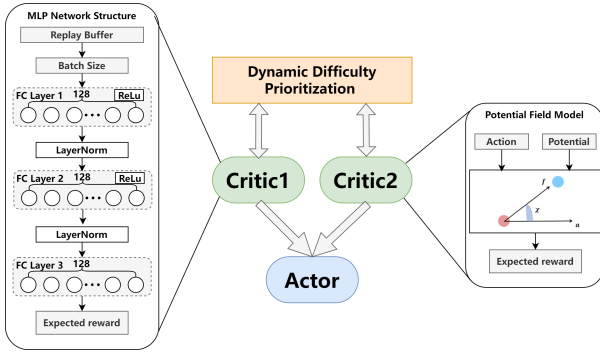 MLP Network Structure
Replay Buffer
Batch Size
FC Layer 1 128 ReLu
LayerNorm
FC Layer 2 128 ReLu
LayerNorm
FC Layer 3 128
Expected reward
Dynamic Difficulty
Prioritization
Critic1 Critic2
Actor
Potential Field Model
Action Potential
f
χ
a
Expected reward